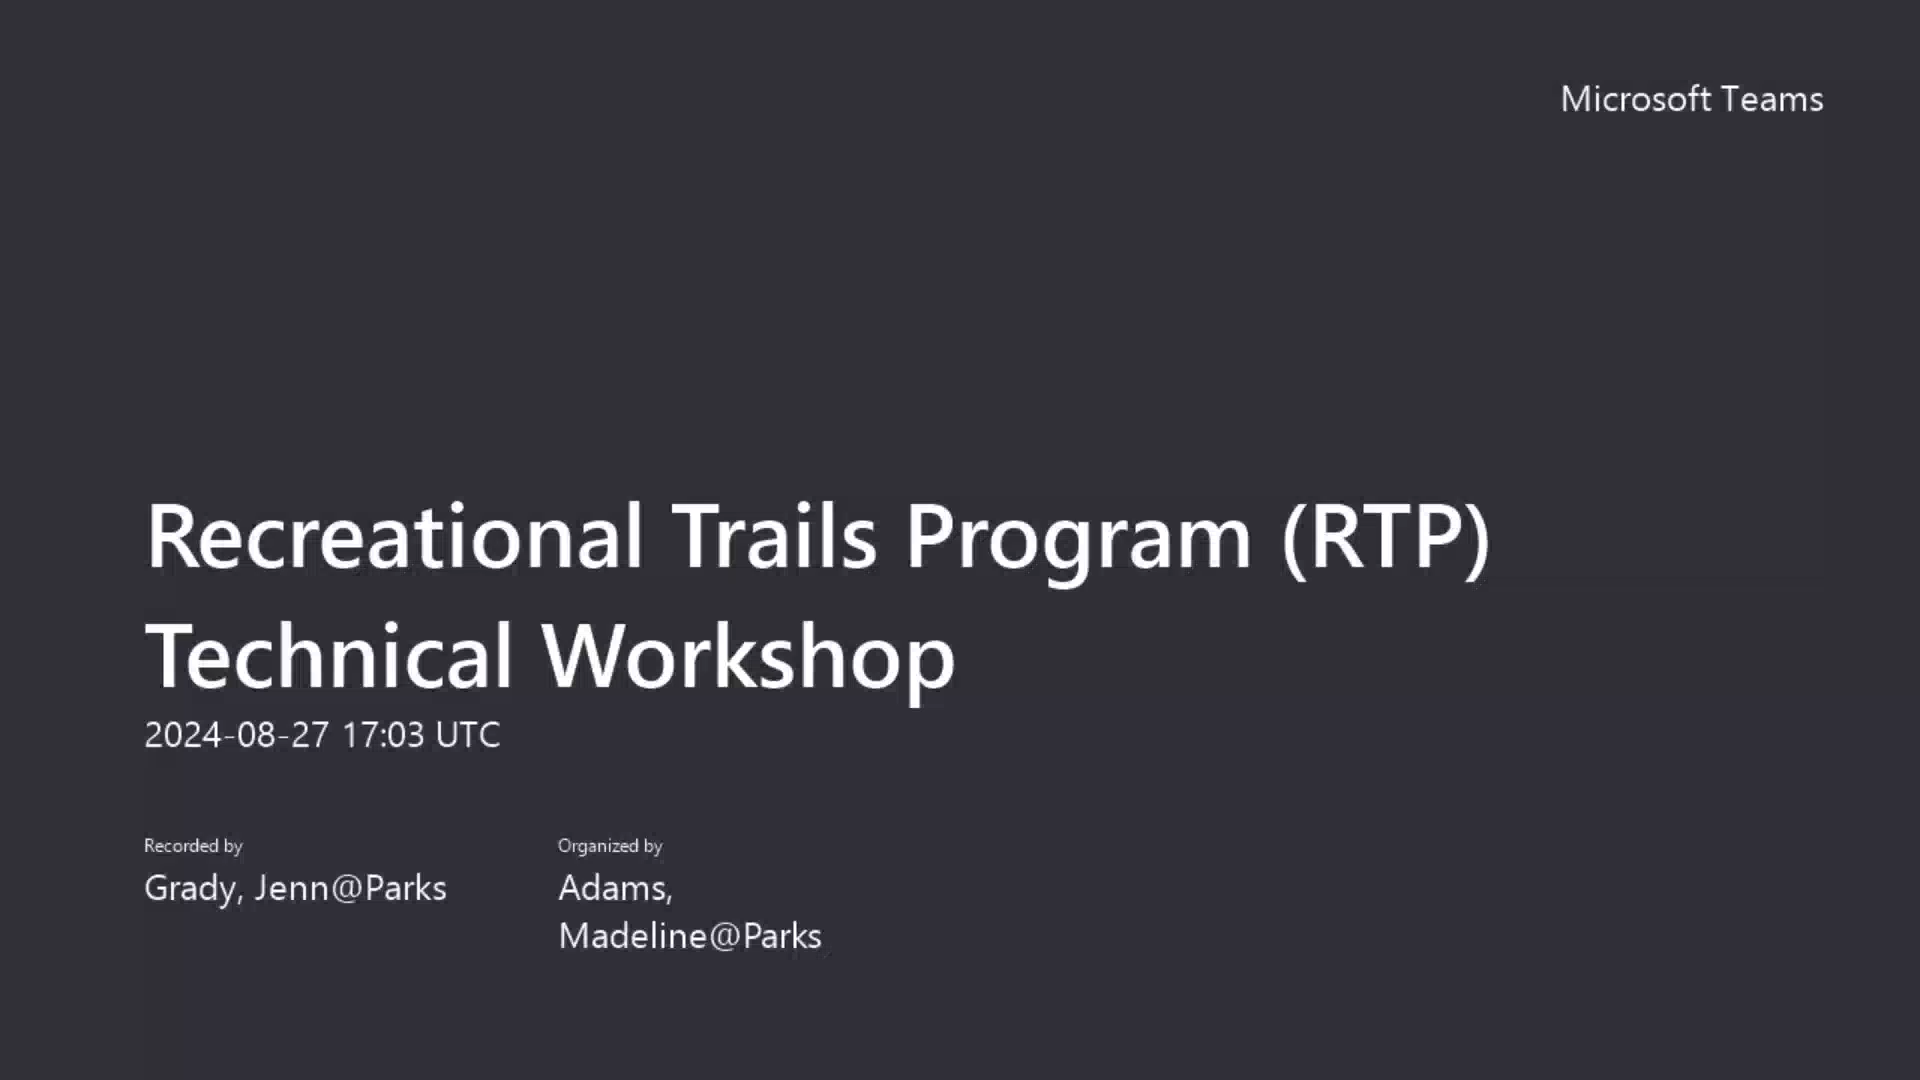 Microsoft Teams
Recreational Trails Program (RTP)
Technical Workshop
2024-08-27 17:03 UTC
Recorded by
Grady, Jenn@Parks
Organized by
Adams,
Madeline@Parks